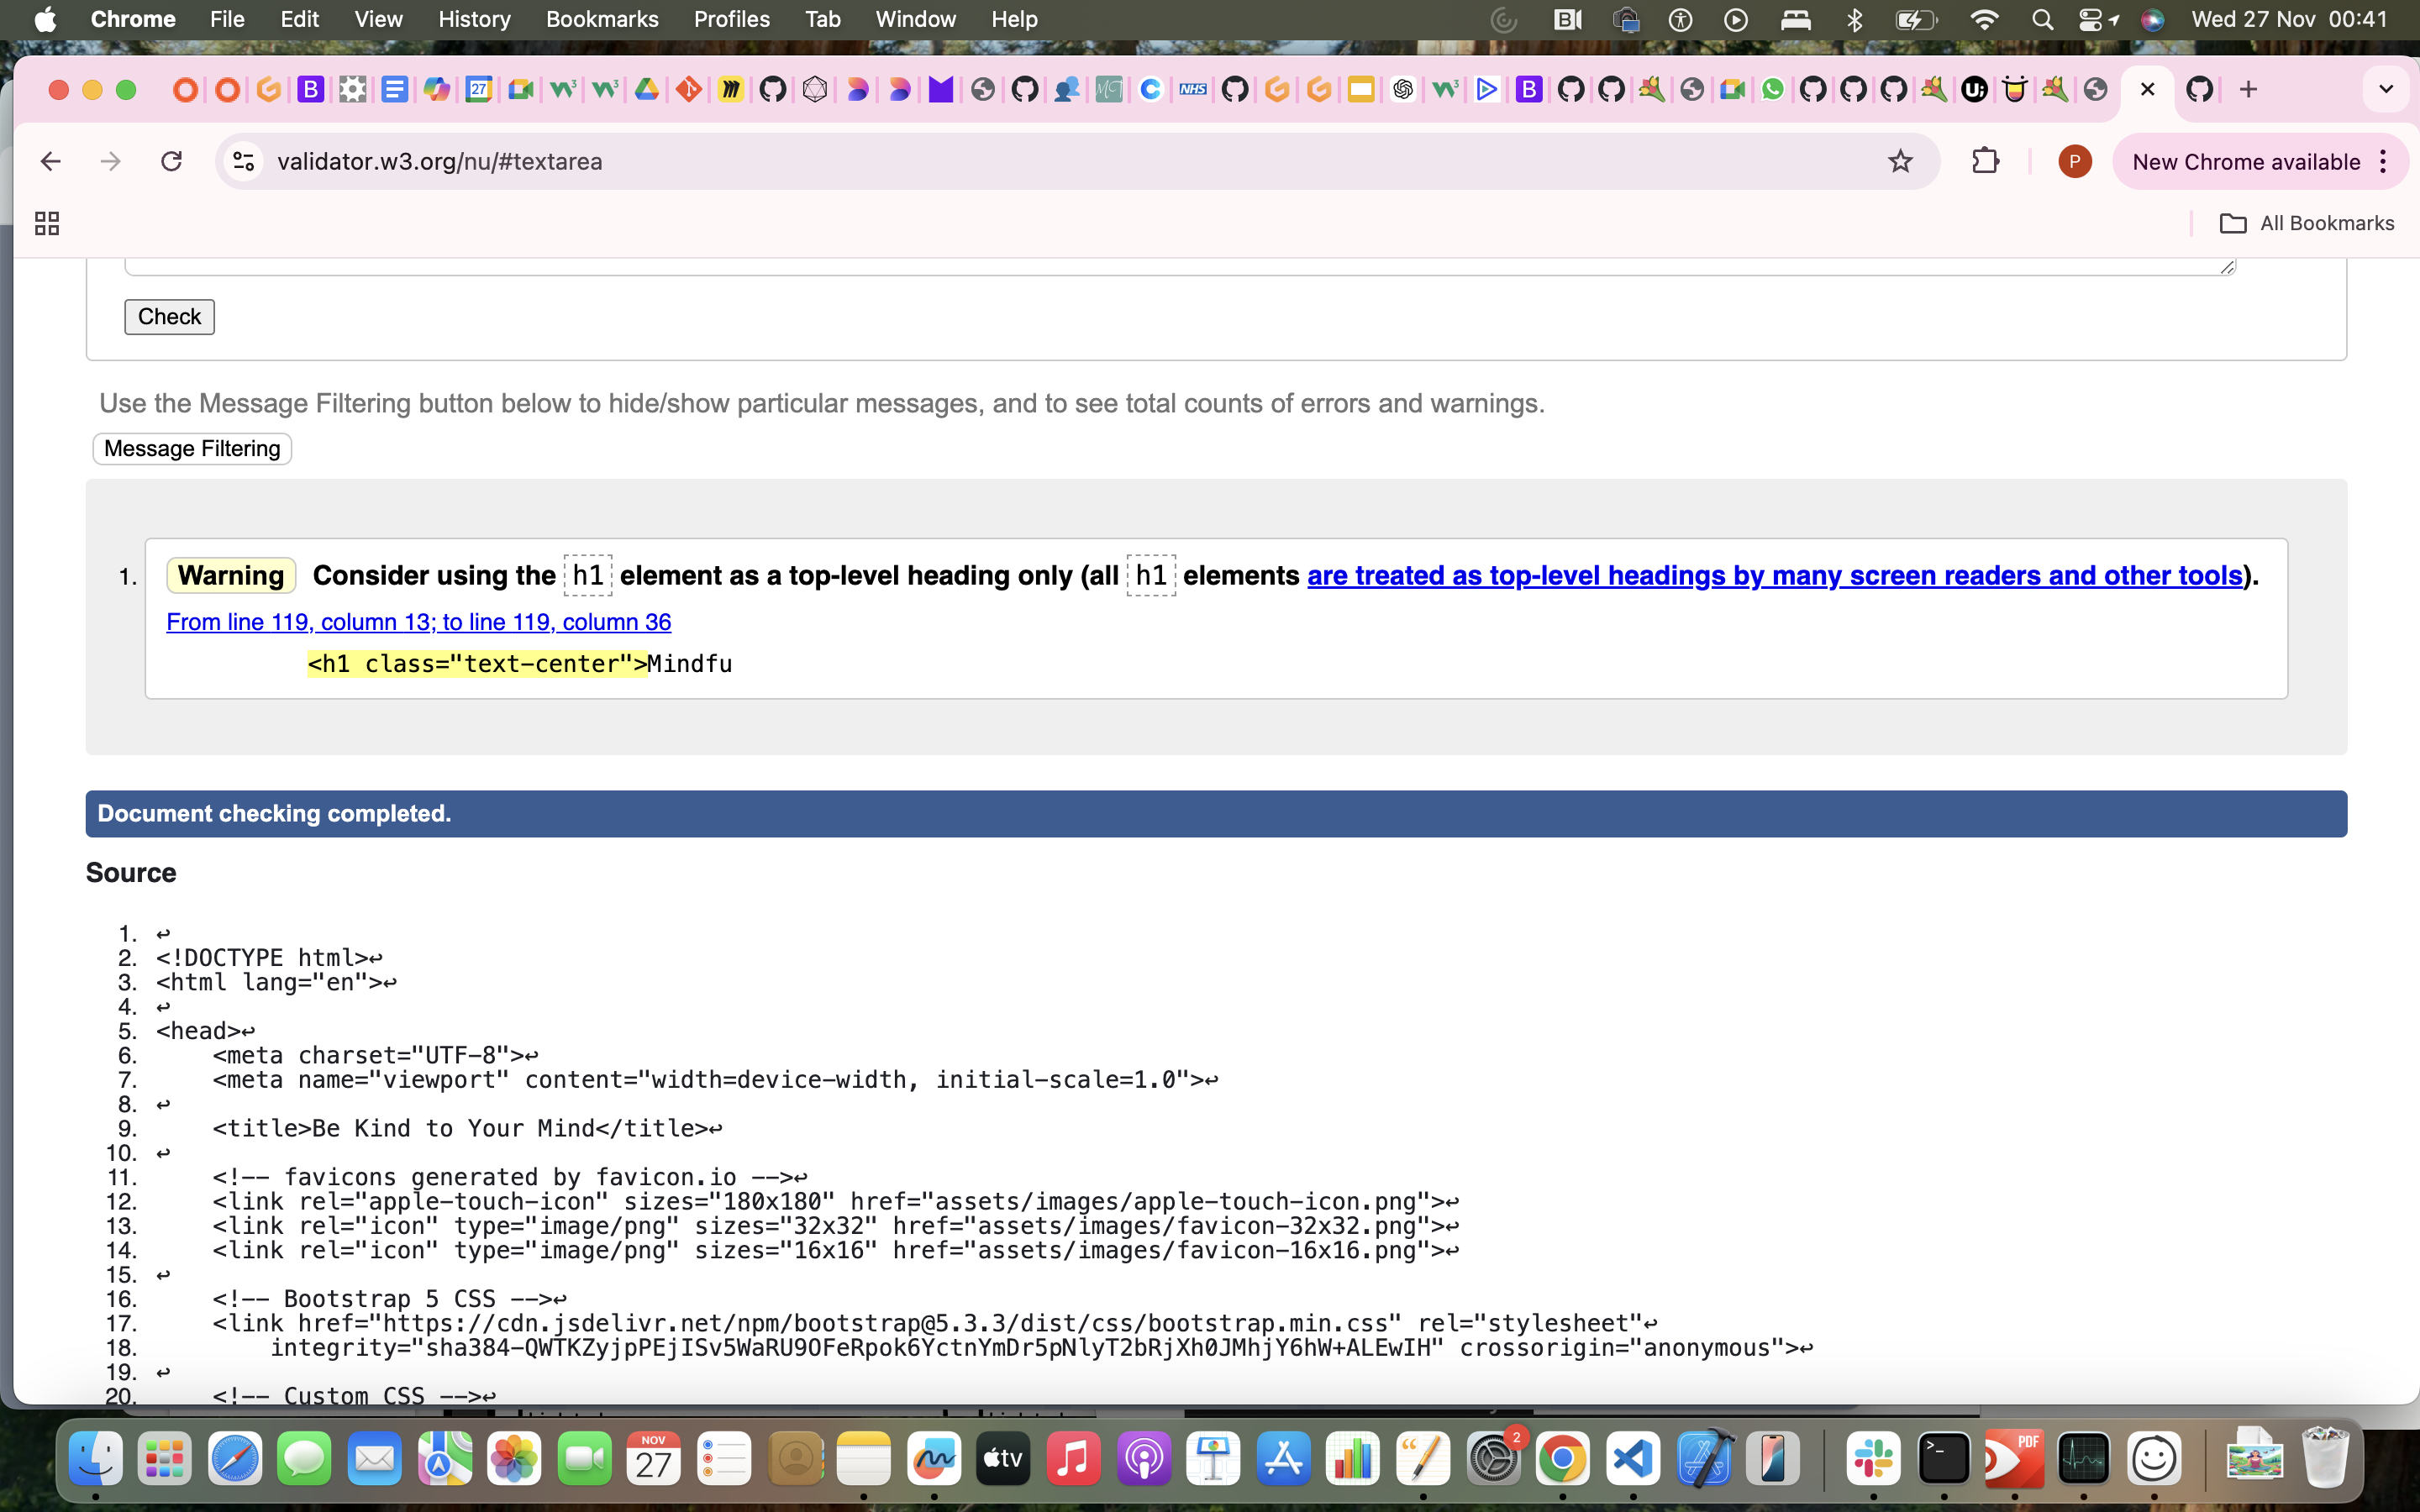 Chrome File Edit View History Bookmarks Profiles Tab Window Help Wed 27 Nov 00:41
validator.w3.org/nu/#textarea New Chrome available
All Bookmarks
Check
Use the Message Filtering button below to hide/show particular messages, and to see total counts of errors and warnings.
Message Filtering
1. Warning Consider using the h1 element as a top-level heading only (all h1 elements are treated as top-level headings by many screen readers and other tools).
From line 119, column 13; to line 119, column 36
<h1 class="text-center">Mindfu
Document checking completed.
Source
1. ↩
2. <!DOCTYPE html>↩
3. <html lang="en">↩
4. ↩
5. <head>↩
6. <meta charset="UTF-8">↩
7. <meta name="viewport" content="width=device-width, initial-scale=1.0">↩
8. ↩
9. <title>Be Kind to Your Mind</title>↩
10. ↩
11. <!-- favicons generated by favicon.io -->↩
12. <link rel="apple-touch-icon" sizes="180x180" href="assets/images/apple-touch-icon.png">↩
13. <link rel="icon" type="image/png" sizes="32x32" href="assets/images/favicon-32x32.png">↩
14. <link rel="icon" type="image/png" sizes="16x16" href="assets/images/favicon-16x16.png">↩
15. ↩
16. <!-- Bootstrap 5 CSS -->↩
17. <link href="https://cdn.jsdelivr.net/npm/bootstrap@5.3.3/dist/css/bootstrap.min.css" rel="stylesheet"↩
18. integrity="sha384-QWTKZyjpPEjISv5WaRU9OFeRpok6YctnYmDr5pNlyT2bRjXh0JMhjY6hW+ALEwIH" crossorigin="anonymous">↩
19. ↩
20. <!-- Custom CSS -->↩
NOV
27
tv
2
PDF